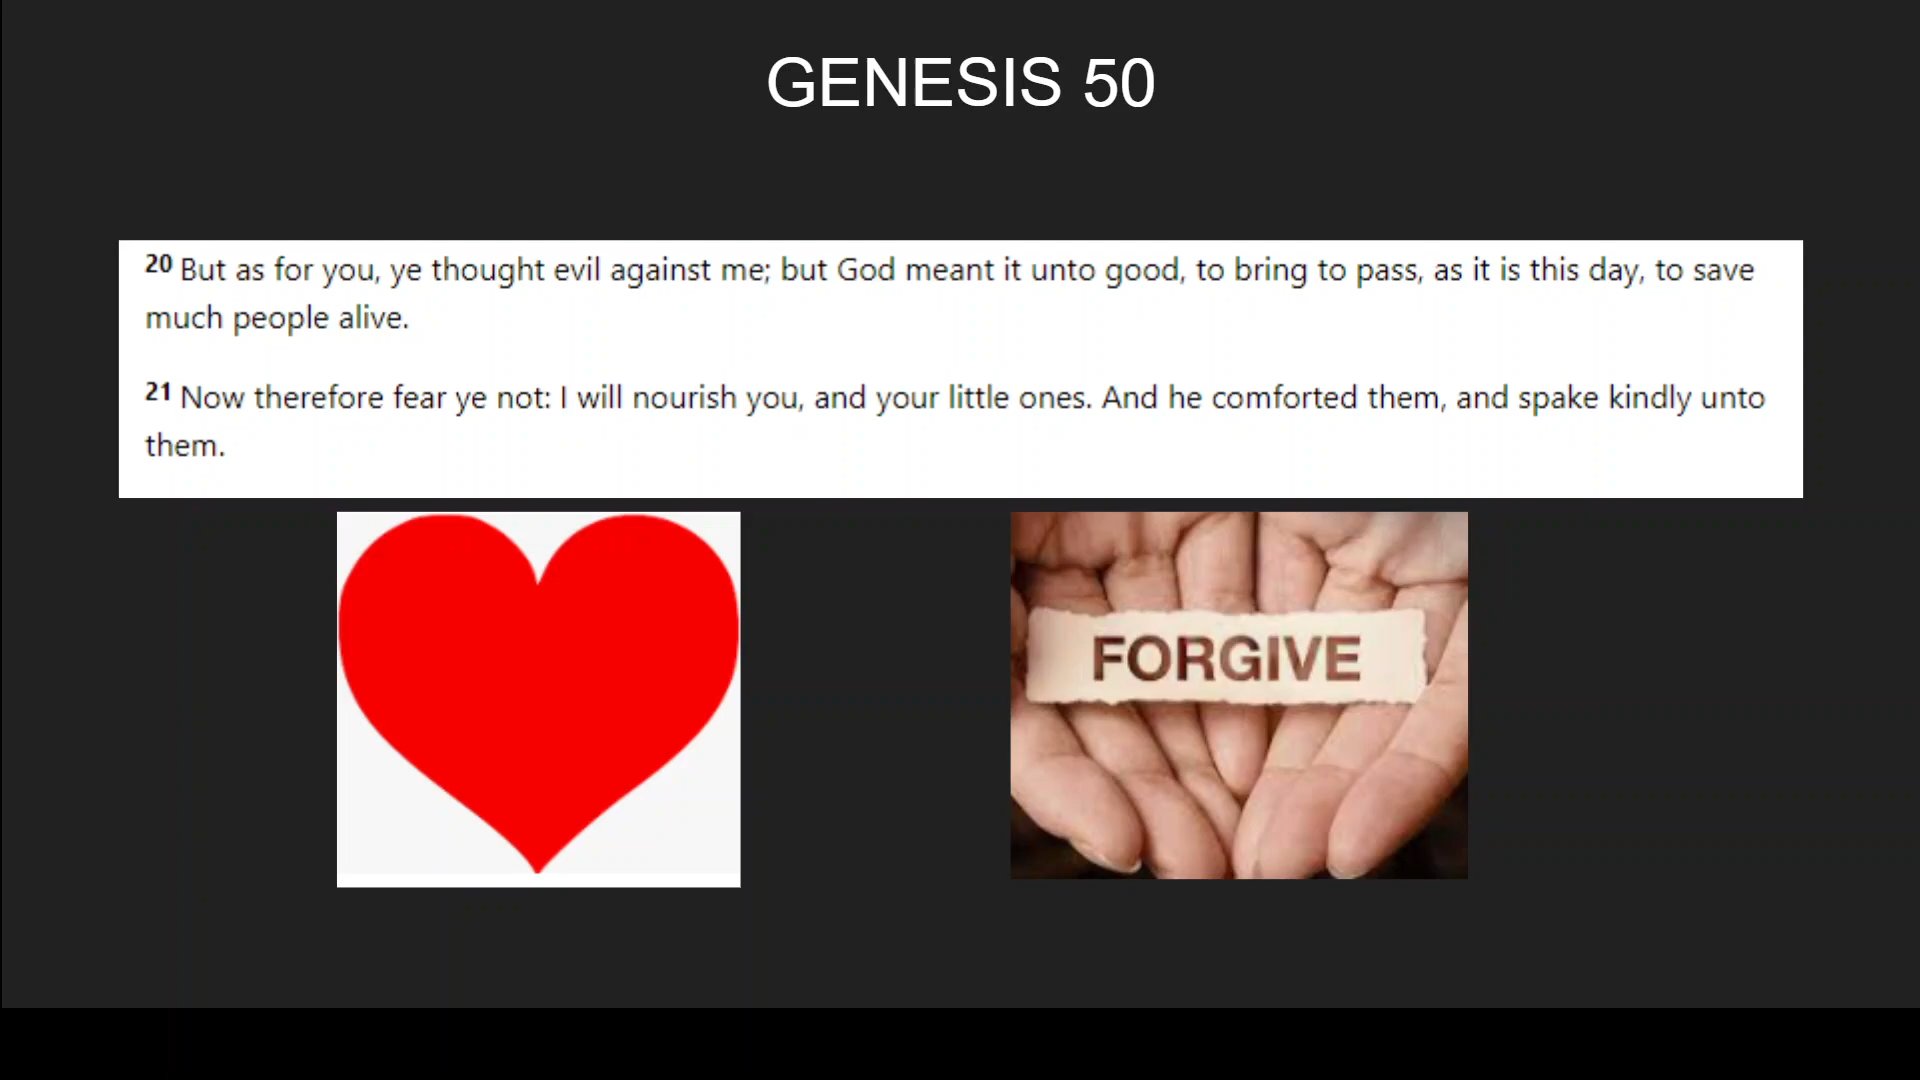 GENESIS 50
20 But as for you, ye thought evil against me; but God meant it unto good, to bring to pass, as it is this day, to save
much people alive.
21 Now therefore fear ye not: I will nourish you, and your little ones. And he comforted them, and spake kindly unto
them.
FORGIVE